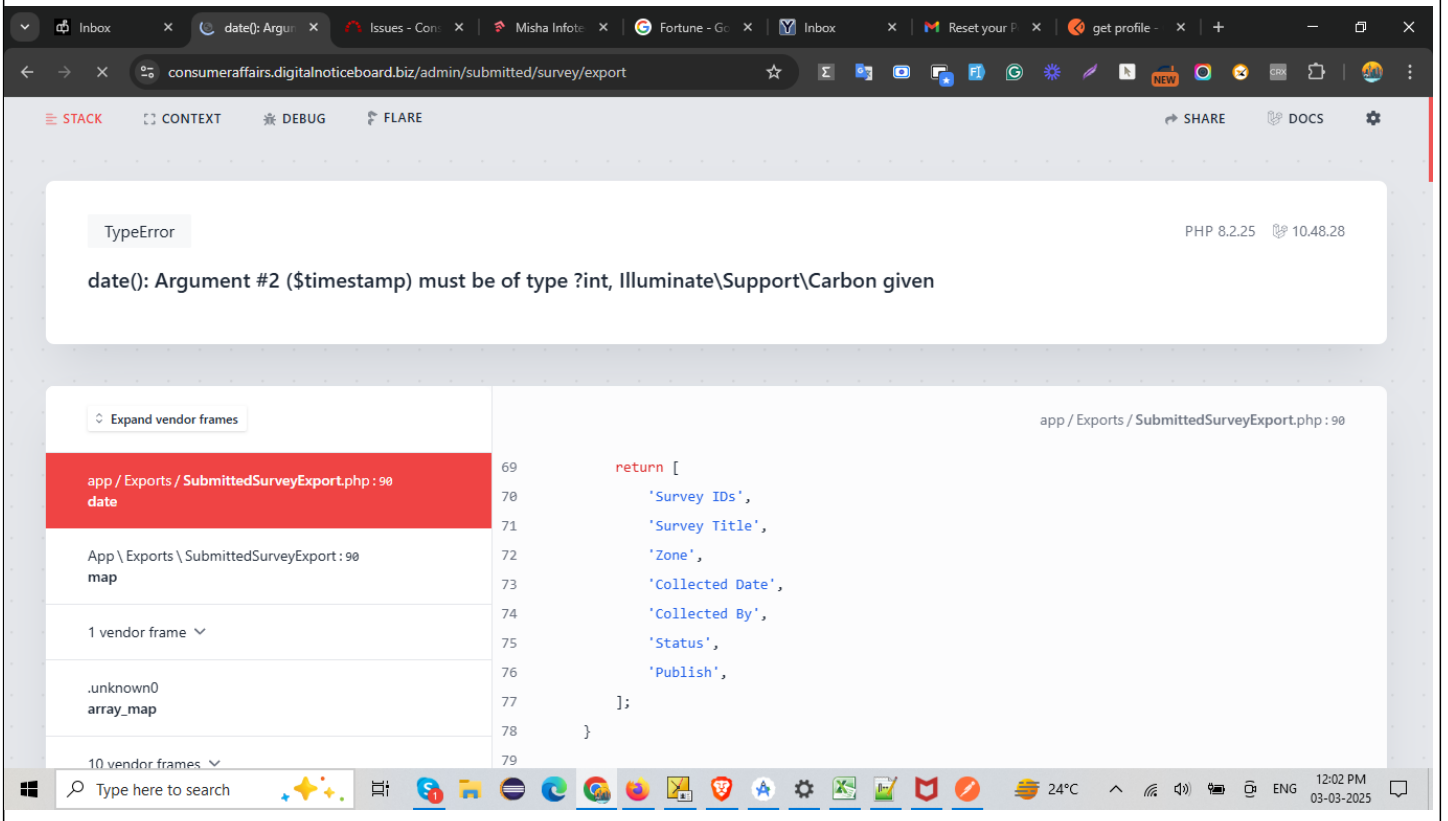 Inbox
date(): Argun
Issues - Cons
Misha Infote
Fortune - Go
Inbox
Reset your P
get profile -
consumeraffairs.digitalnoticeboard.biz/admin/submitted/survey/export
NEW
CRX
STACK
CONTEXT
DEBUG
FLARE
SHARE
DOCS
TypeError
PHP 8.2.25
10.48.28
date(): Argument #2 ($timestamp) must be of type ?int, Illuminate\Support\Carbon given
Expand vendor frames
app / Exports / SubmittedSurveyExport.php : 90
date
App \ Exports \ SubmittedSurveyExport : 90
map
1 vendor frame
.unknown0
array_map
10 vendor frames
app / Exports / SubmittedSurveyExport.php : 90
69 return [
70 'Survey IDs',
71 'Survey Title',
72 'Zone',
73 'Collected Date',
74 'Collected By',
75 'Status',
76 'Publish',
77 ];
78 }
79
Type here to search
24°C
ENG
12:02 PM
03-03-2025